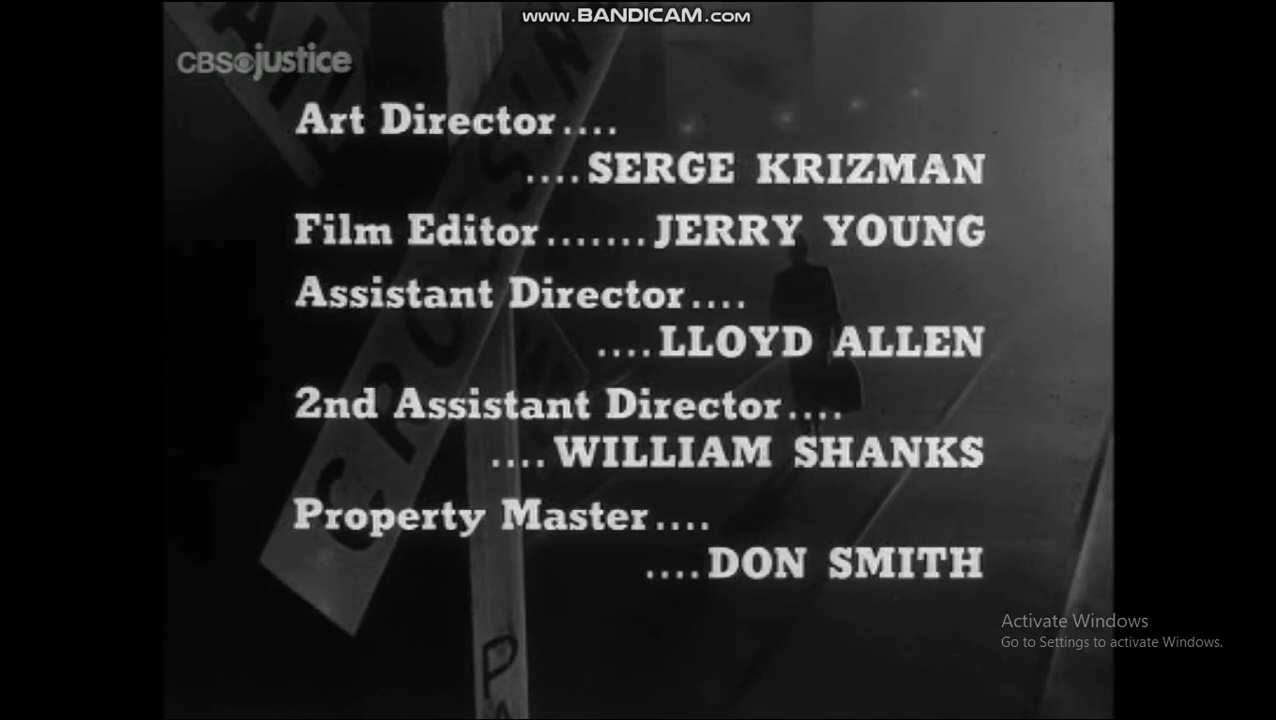 www.BANDICAM.com
CBS justice
Art Director....
....SERGE KRIZMAN
Film Editor.......JERRY YOUNG
Assistant Director....
....LLOYD ALLEN
2nd Assistant Director....
....WILLIAM SHANKS
Property Master....
....DON SMITH
CROSSIN
P
Activate Windows
Go to Settings to activate Windows.